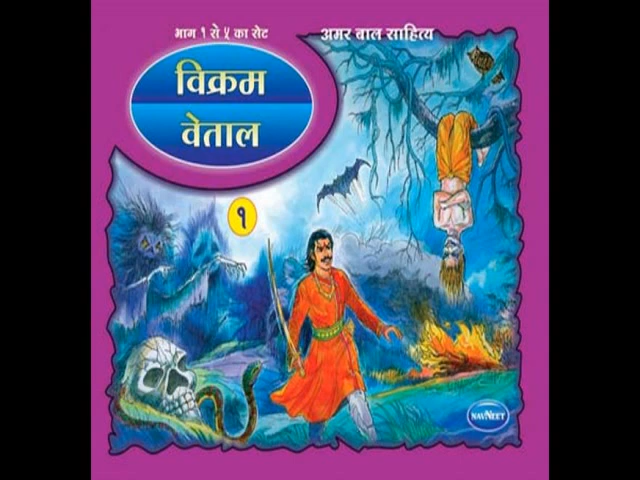 भाग १ से ५ का सेट
अमर बाल साहित्य
विक्रम
वेताल
१
NAVNEET